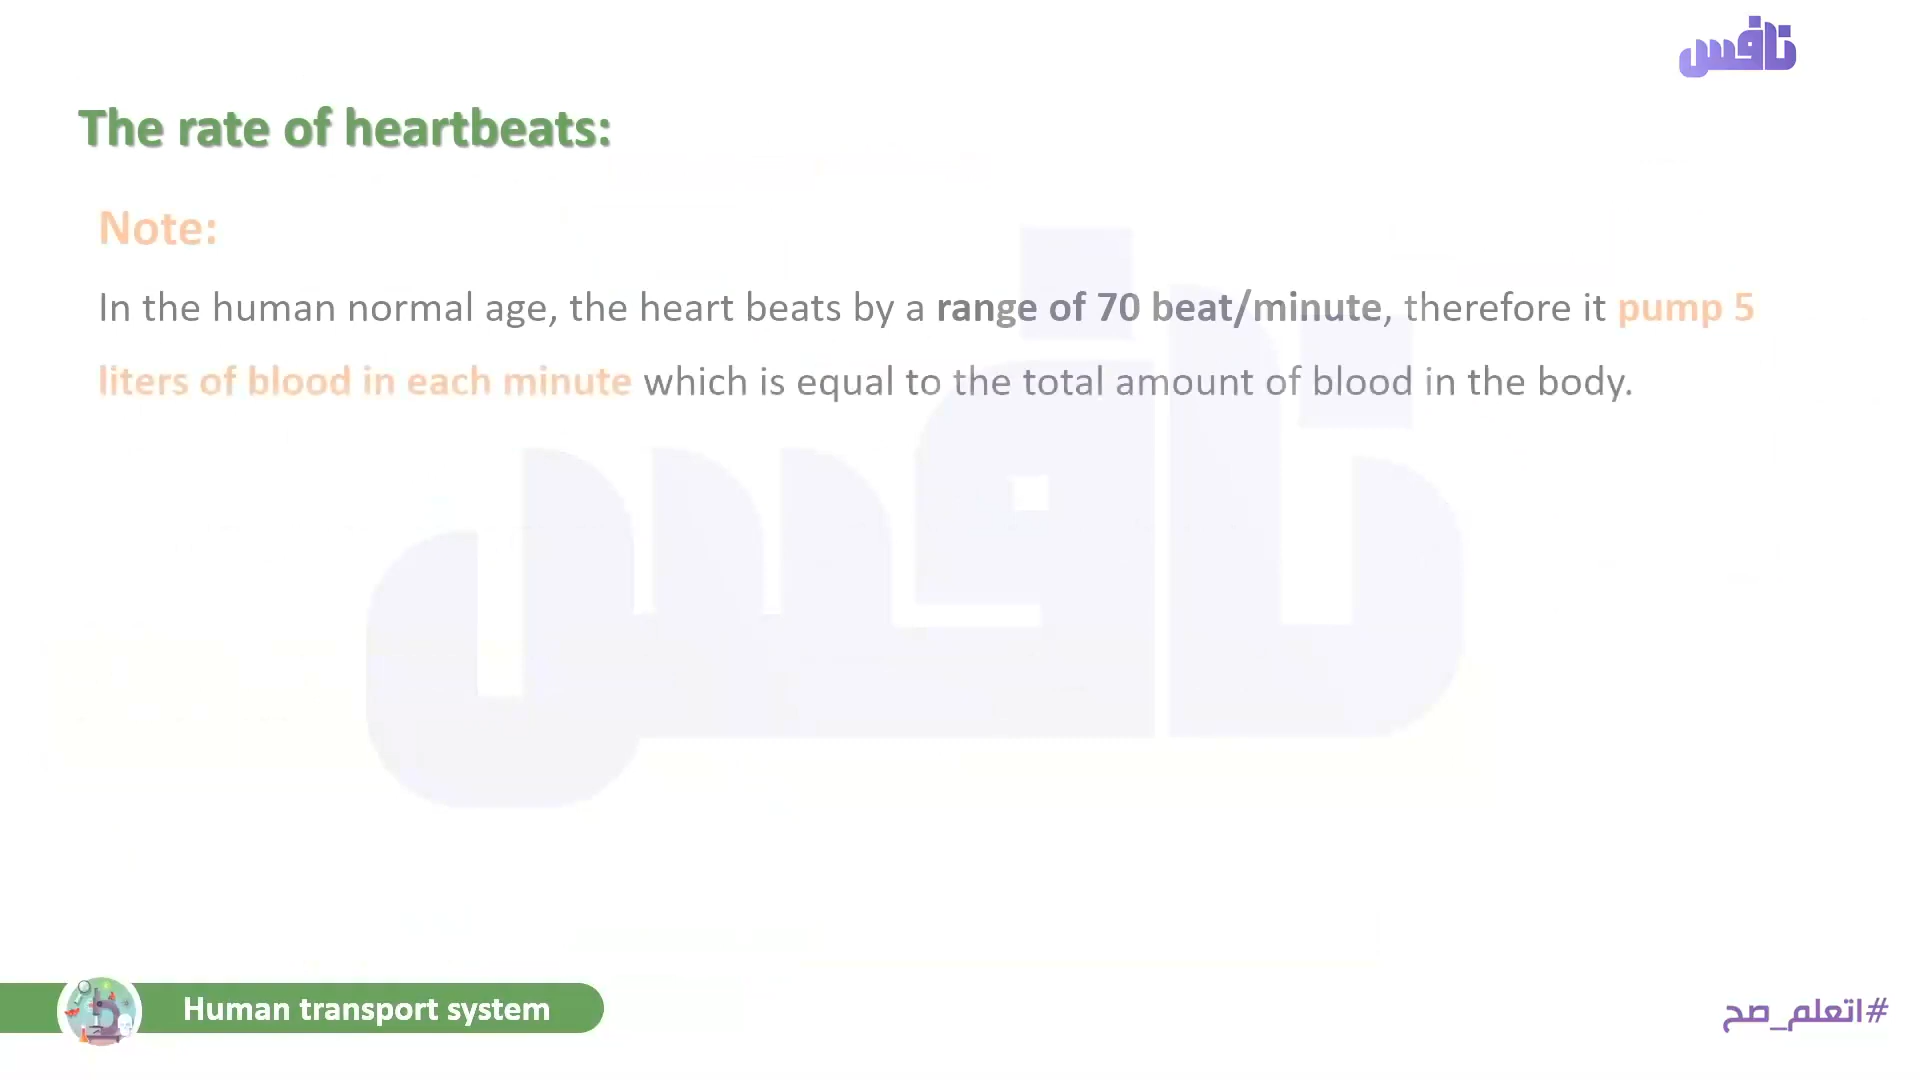 نافس
The rate of heartbeats:
Note:
In the human normal age, the heart beats by a range of 70 beat/minute, therefore it pump 5
liters of blood in each minute which is equal to the total amount of blood in the body.
نافس
Human transport system
#اتعلم_صح